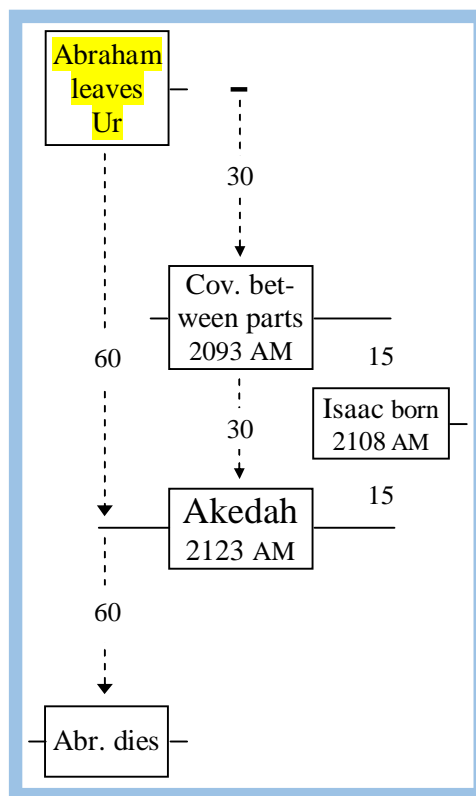 Abraham
leaves
Ur
30
Cov. bet-
ween parts
2093 AM
60
15
30
Isaac born
2108 AM
15
Akedah
2123 AM
60
Abr. dies